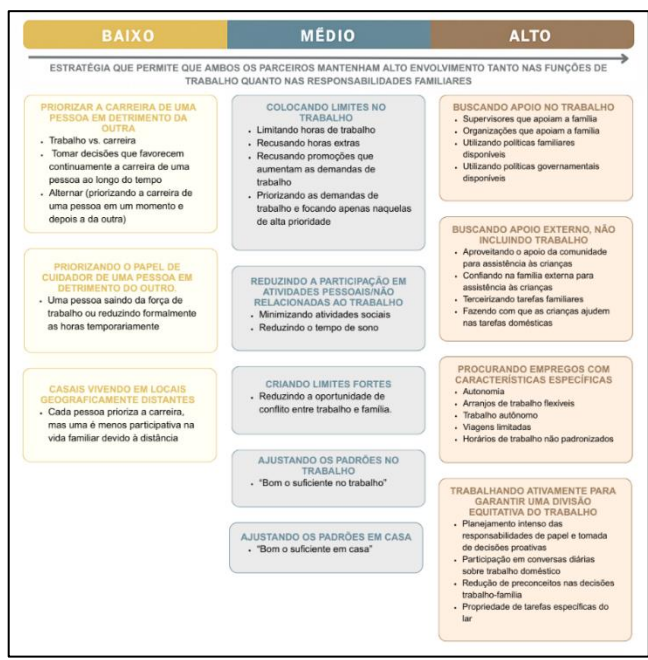 BAIXO
MÉDIO
ALTO
ESTRATÉGIA QUE PERMITE QUE AMBOS OS PARCEIROS MANTENHAM ALTO ENVOLVIMENTO TANTO NAS FUNÇÕES DE
TRABALHO QUANTO NAS RESPONSABILIDADES FAMILIARES
PRIORIZAR A CARREIRA DE UMA
PESSOA EM DETRIMENTO DA
OUTRA
• Trabalho vs. carreira
• Tomar decisões que favorecem
continuamente a carreira de uma
pessoa ao longo do tempo
• Alternar (priorizando a carreira de
uma pessoa em um momento e
depois a da outra)
PRIORIZANDO O PAPEL DE
CUIDADOR DE UMA PESSOA EM
DETRIMENTO DO OUTRO.
• Uma pessoa saindo da força de
trabalho ou reduzindo formalmente
as horas temporariamente
CASAIS VIVENDO EM LOCAIS
GEOGRAFICAMENTE DISTANTES
• Cada pessoa prioriza a carreira,
mas uma é menos participativa na
vida familiar devido à distância
COLOCANDO LIMITES NO
TRABALHO
• Limitando horas de trabalho
• Recusando horas extras
• Recusando promoções que
aumentam as demandas de
trabalho
• Priorizando as demandas de
trabalho e focando apenas naquelas
de alta prioridade
REDUZINDO A PARTICIPAÇÃO EM
ATIVIDADES PESSOAIS/NÃO
RELACIONADAS AO TRABALHO
• Minimizando atividades sociais
• Reduzindo o tempo de sono
CRIANDO LIMITES FORTES
• Reduzindo a oportunidade de
conflito entre trabalho e família.
AJUSTANDO OS PADRÕES NO
TRABALHO
• “Bom o suficiente no trabalho”
AJUSTANDO OS PADRÕES EM CASA
• “Bom o suficiente em casa”
BUSCANDO APOIO NO TRABALHO
• Supervisores que apoiam a família
• Organizações que apoiam a família
• Utilizando políticas familiares
disponíveis
• Utilizando políticas governamentais
disponíveis
BUSCANDO APOIO EXTERNO, NÃO
INCLUINDO TRABALHO
• Aproveitando o apoio da comunidade
para assistência às crianças
• Confiando na família externa para
assistência às crianças
• Terceirizando tarefas familiares
• Fazendo com que as crianças ajudem
nas tarefas domésticas
PROCURANDO EMPREGOS COM
CARACTERÍSTICAS ESPECÍFICAS
• Autonomia
• Arranjos de trabalho flexíveis
• Trabalho autônomo
• Viagens limitadas
• Horários de trabalho não padronizados
TRABALHANDO ATIVAMENTE PARA
GARANTIR UMA DIVISÃO
EQUITATIVA DO TRABALHO
• Planejamento intenso das
responsabilidades de papel e tomada
de decisões proativas
• Participação em conversas diárias
sobre trabalho doméstico
• Redução de preconceitos nas decisões
trabalho-família
• Propriedade de tarefas específicas do
lar